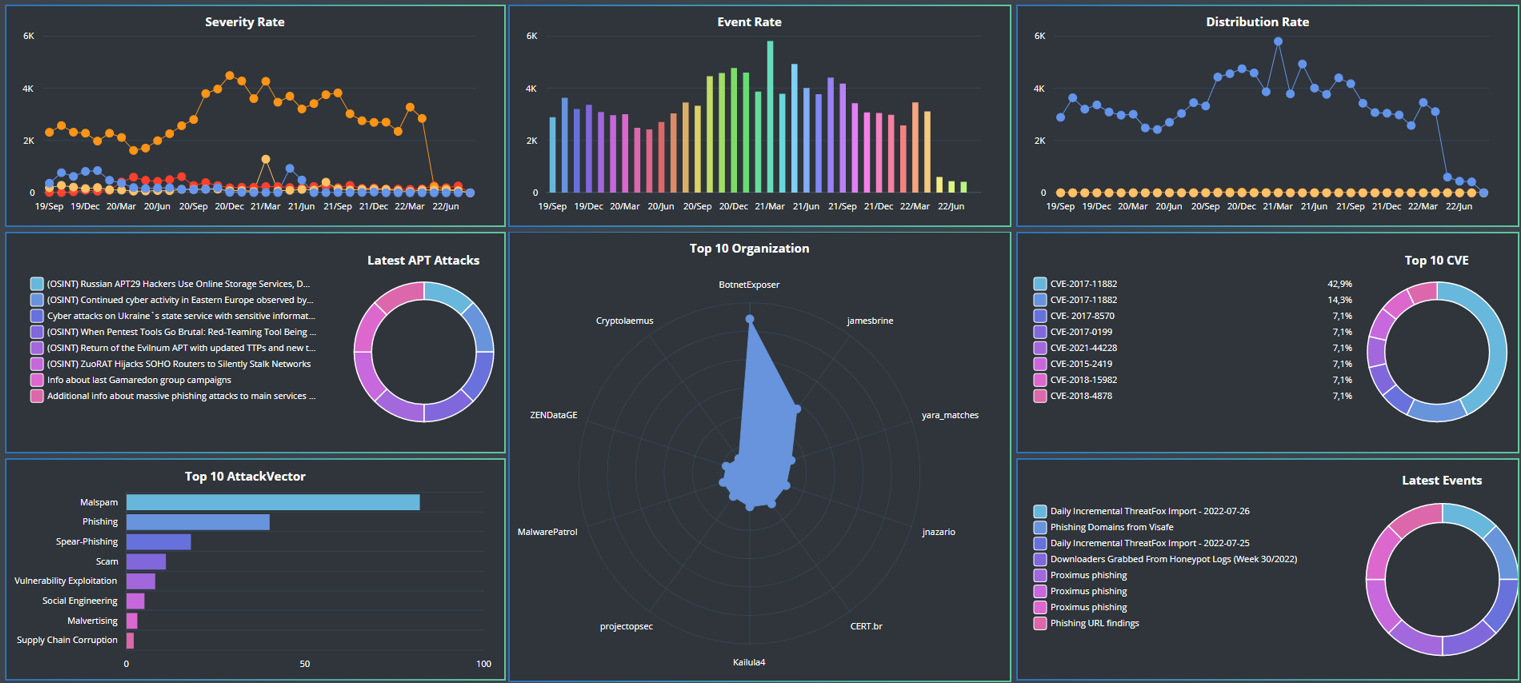 Severity Rate
6K
4K
2K
0
19/Sep 19/Dec 20/Mar 20/Jun 20/Sep 20/Dec 21/Mar 21/Jun 21/Sep 21/Dec 22/Mar 22/Jun
Event Rate
6K
4K
2K
0
19/Sep 19/Dec 20/Mar 20/Jun 20/Sep 20/Dec 21/Mar 21/Jun 21/Sep 21/Dec 22/Mar 22/Jun
Distribution Rate
6K
4K
2K
0
19/Sep 19/Dec 20/Mar 20/Jun 20/Sep 20/Dec 21/Mar 21/Jun 21/Sep 21/Dec 22/Mar 22/Jun
Latest APT Attacks
(OSINT) Russian APT29 Hackers Use Online Storage Services, D...
(OSINT) Continued cyber activity in Eastern Europe observed by...
Cyber attacks on Ukraine`s state service with sensitive informat...
(OSINT) When Pentest Tools Go Brutal: Red-Teaming Tool Being ...
(OSINT) Return of the Evilnum APT with updated TTPs and new t...
(OSINT) ZuoRAT Hijacks SOHO Routers to Silently Stalk Networks
Info about last Gamaredon group campaigns
Additional info about massive phishing attacks to main services ...
Top 10 Organization
BotnetExposer
Cryptolaemus
jamesbrine
ZENDataGE
yara_matches
MalwarePatrol
jnazario
projectopsec
CERT.br
Kailula4
Top 10 CVE
CVE-2017-11882 42,9%
CVE-2017-11882 14,3%
CVE- 2017-8570 7,1%
CVE-2017-0199 7,1%
CVE-2021-44228 7,1%
CVE-2015-2419 7,1%
CVE-2018-15982 7,1%
CVE-2018-4878 7,1%
Top 10 AttackVector
Malspam
Phishing
Spear-Phishing
Scam
Vulnerability Exploitation
Social Engineering
Malvertising
Supply Chain Corruption
0 50 100
Latest Events
Daily Incremental ThreatFox Import - 2022-07-26
Phishing Domains from Visafe
Daily Incremental ThreatFox Import - 2022-07-25
Downloaders Grabbed From Honeypot Logs (Week 30/2022)
Proximus phishing
Proximus phishing
Proximus phishing
Phishing URL findings